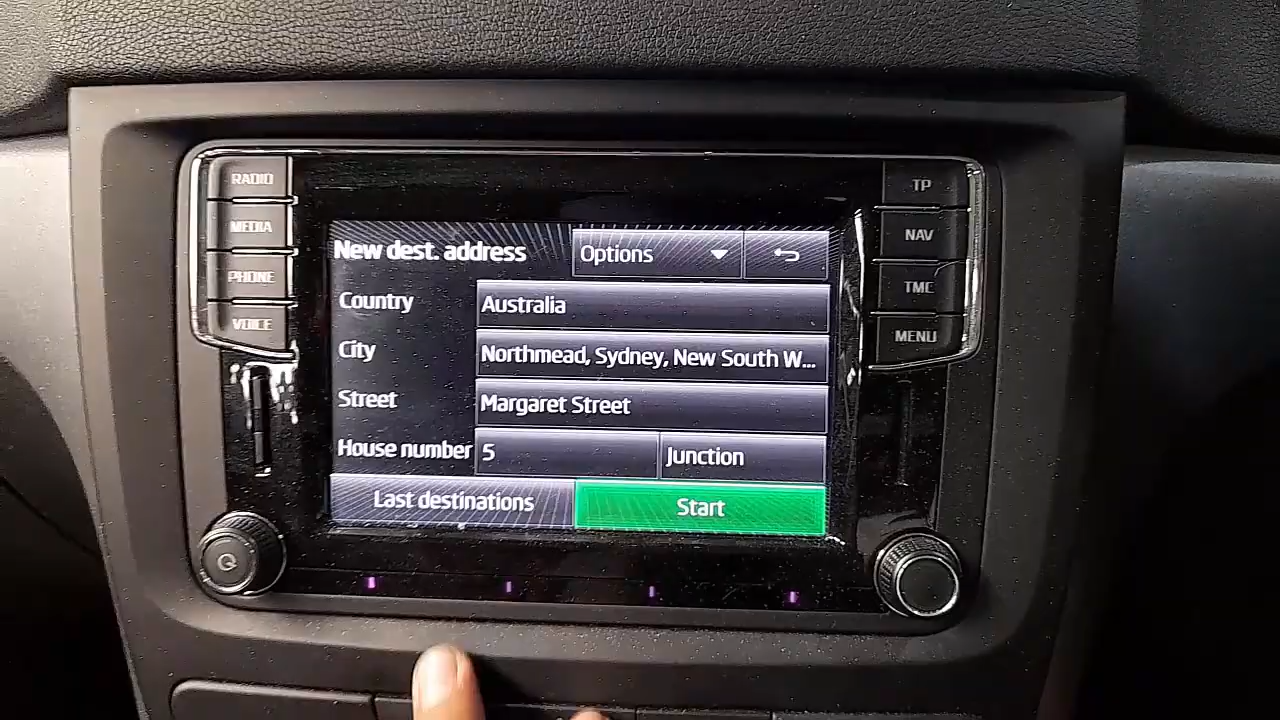 RADIO
MEDIA
PHONE
VOICE
New dest. address
Options
Country
Australia
City
Northmead, Sydney, New South W...
Street
Margaret Street
House number
5
Junction
Last destinations
Start
TP
NAV
TMC
MENU